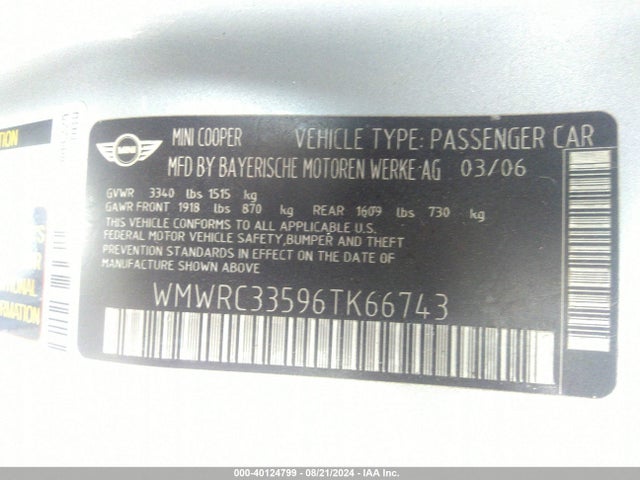 MINI
MINI COOPER VEHICLE TYPE: PASSENGER CAR
MFD BY BAYERISCHE MOTOREN WERKE AG 03/06
GVWR 3340 lbs 1515 kg
GAWR FRONT 1918 lbs 870 kg REAR 1609 lbs 730 kg
THIS VEHICLE CONFORMS TO ALL APPLICABLE U.S.
FEDERAL MOTOR VEHICLE SAFETY,BUMPER AND THEFT
PREVENTION STANDARDS IN EFFECT ON THE DATE OF
MANUFACTURE SHOWN ABOVE.
WMWRC33596TK66743
000-40124799 - 08/21/2024 - IAA Inc.